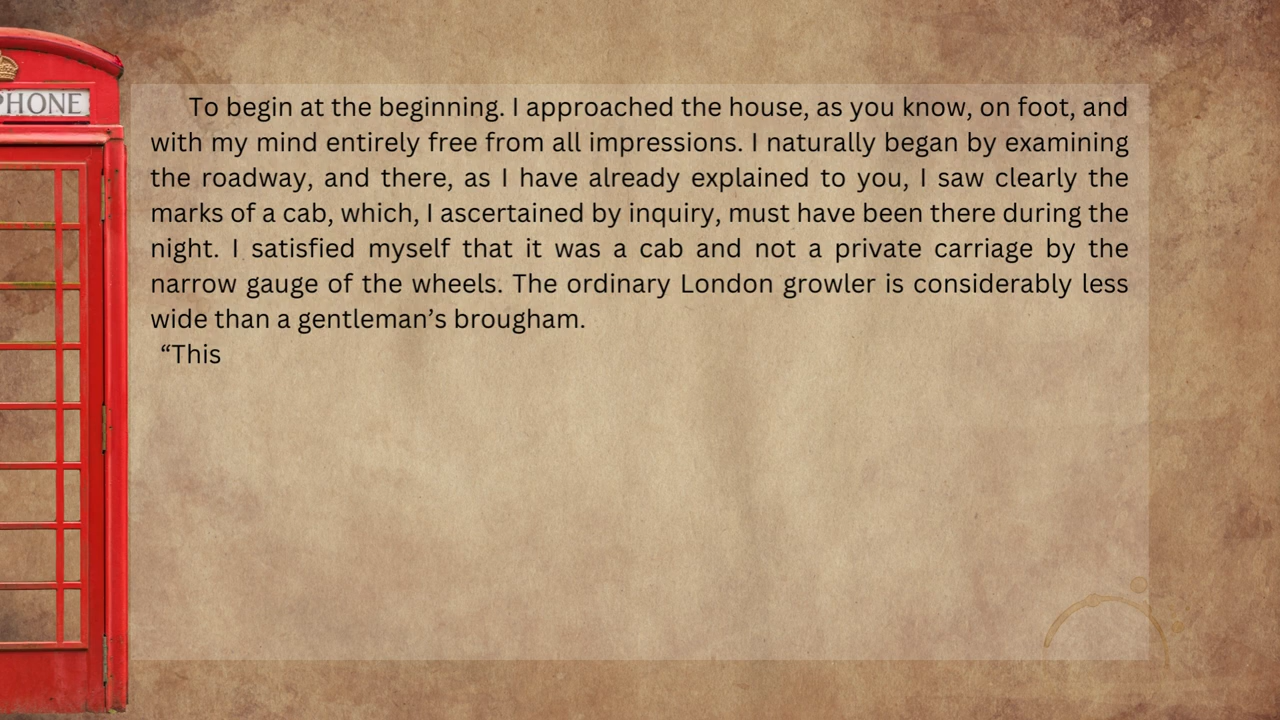 PHONE
To begin at the beginning. I approached the house, as you know, on foot, and
with my mind entirely free from all impressions. I naturally began by examining
the roadway, and there, as I have already explained to you, I saw clearly the
marks of a cab, which, I ascertained by inquiry, must have been there during the
night. I satisfied myself that it was a cab and not a private carriage by the
narrow gauge of the wheels. The ordinary London growler is considerably less
wide than a gentleman’s brougham.
“This